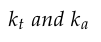 k_t and k_a